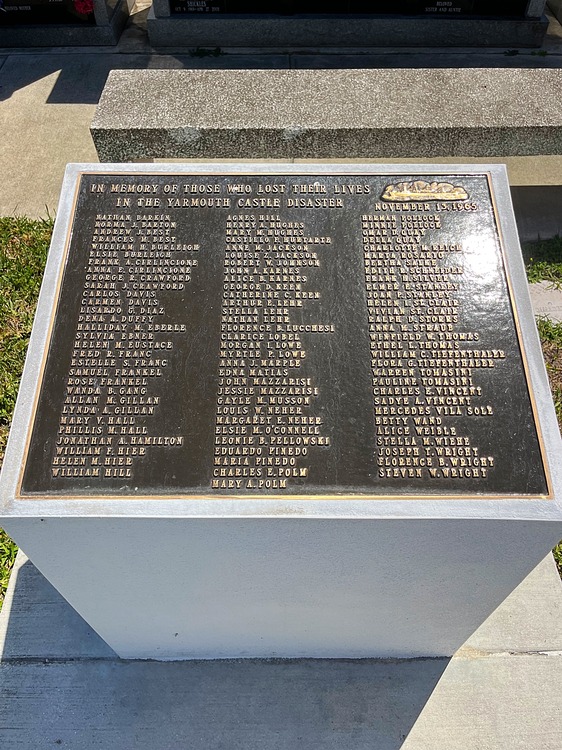 IN MEMORY OF THOSE WHO LOST THEIR LIVES
IN THE YARMOUTH CASTLE DISASTER
NOVEMBER 13, 1965
NATHAN BARKIN
NORMA J. BARTON
ANDREW J. BEST
FRANCES M. BEST
WILLIAM H. BURLEIGH
ELSIE BURLEIGH
FRANK A. CIRLINCIONE
ANNA E. CIRLINCIONE
GEORGE R. CRAWFORD
SARAH J. CRAWFORD
CARLOS DAVIS
CARMEN DAVIS
LISARDO G. DIAZ
DENA A. DUFFY
HALLIDAY M. EBERLE
SYLVIA EBNER
HELEN M. EUSTACE
FRED R. FRANC
ESTELLE S. FRANC
SAMUEL FRANKEL
ROSE FRANKEL
WANDA B. GANG
ALLAN M. GILLAN
LYNDA A. GILLAN
MARY V. HALL
PHILLIS M. HALL
JONATHAN A. HAMILTON
WILLIAM F. HIER
HELEN M. HIER
WILLIAM HILL
AGNES HILL
HENRY A. HUGHES
MARY M. HUGHES
CASTILLO F. HURTARTE
ANNE M. JACKSON
LOUISE Z. JACKSON
ROBERT W. JOHNSON
JOHN A. KARNES
ALICE B. KARNES
GEORGE D. KEEN
CATHERINE C. KEEN
ARTHUR E. LEHR
STELLA LEHR
NATHAN LEHR
FLORENCE B. LUCCHESI
CLARICE LOBEL
MORGAN I. LOWE
MYRTLE P. LOWE
ANNA J. MARPLE
EDNA MATIAS
JOHN MAZZARISI
JESSIE MAZZARISI
GAYLE M. MUSSON
LOUIS W. NEHER
MARGARET E. NEHER
ELSIE M. O'CONNELL
LEONIE B. PELLOWSKI
EDUARDO PINEDO
MARIA PINEDO
CHARLES E. POLM
MARY A. POLM
HERMAN POLLOCK
MINNIE POLLOCK
EMIL D. QUAY
DELLA QUAY
CHARLOTTE
MARTA ROSARIO
BERTHA
EDITH R. SCHNEIDER
FRANK H. SILVER
ELMER E. STANLEY
JOAN P. STANLEY
HELEN I. ST. CLAIR
VIVIAN ST. CLAIR
RALPH D. STORKS
ANNA M. STRAUB
WINFIELD W. THOMAS
ETHEL L. THOMAS
WILLIAM C. TIEFENTHALER
FLORA G. TIEFENTHALER
WARREN TOMASINI
PAULINE TOMASINI
CHARLES E. VINCENT
SADYE A. VINCENT
MERCEDES VILA SOLE
BETTY WAND
ALICE WEIBLE
STELLA M. WIEHE
JOSEPH T. WRIGHT
FLORENCE B. WRIGHT
STEVEN W. WRIGHT